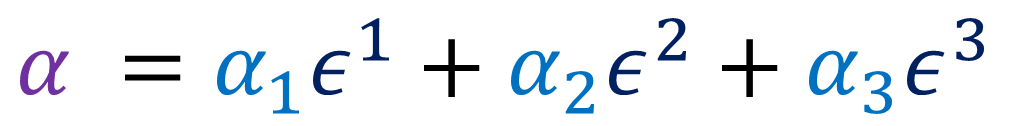 α = α₁ϵ¹ + α₂ϵ² + α₃ϵ³